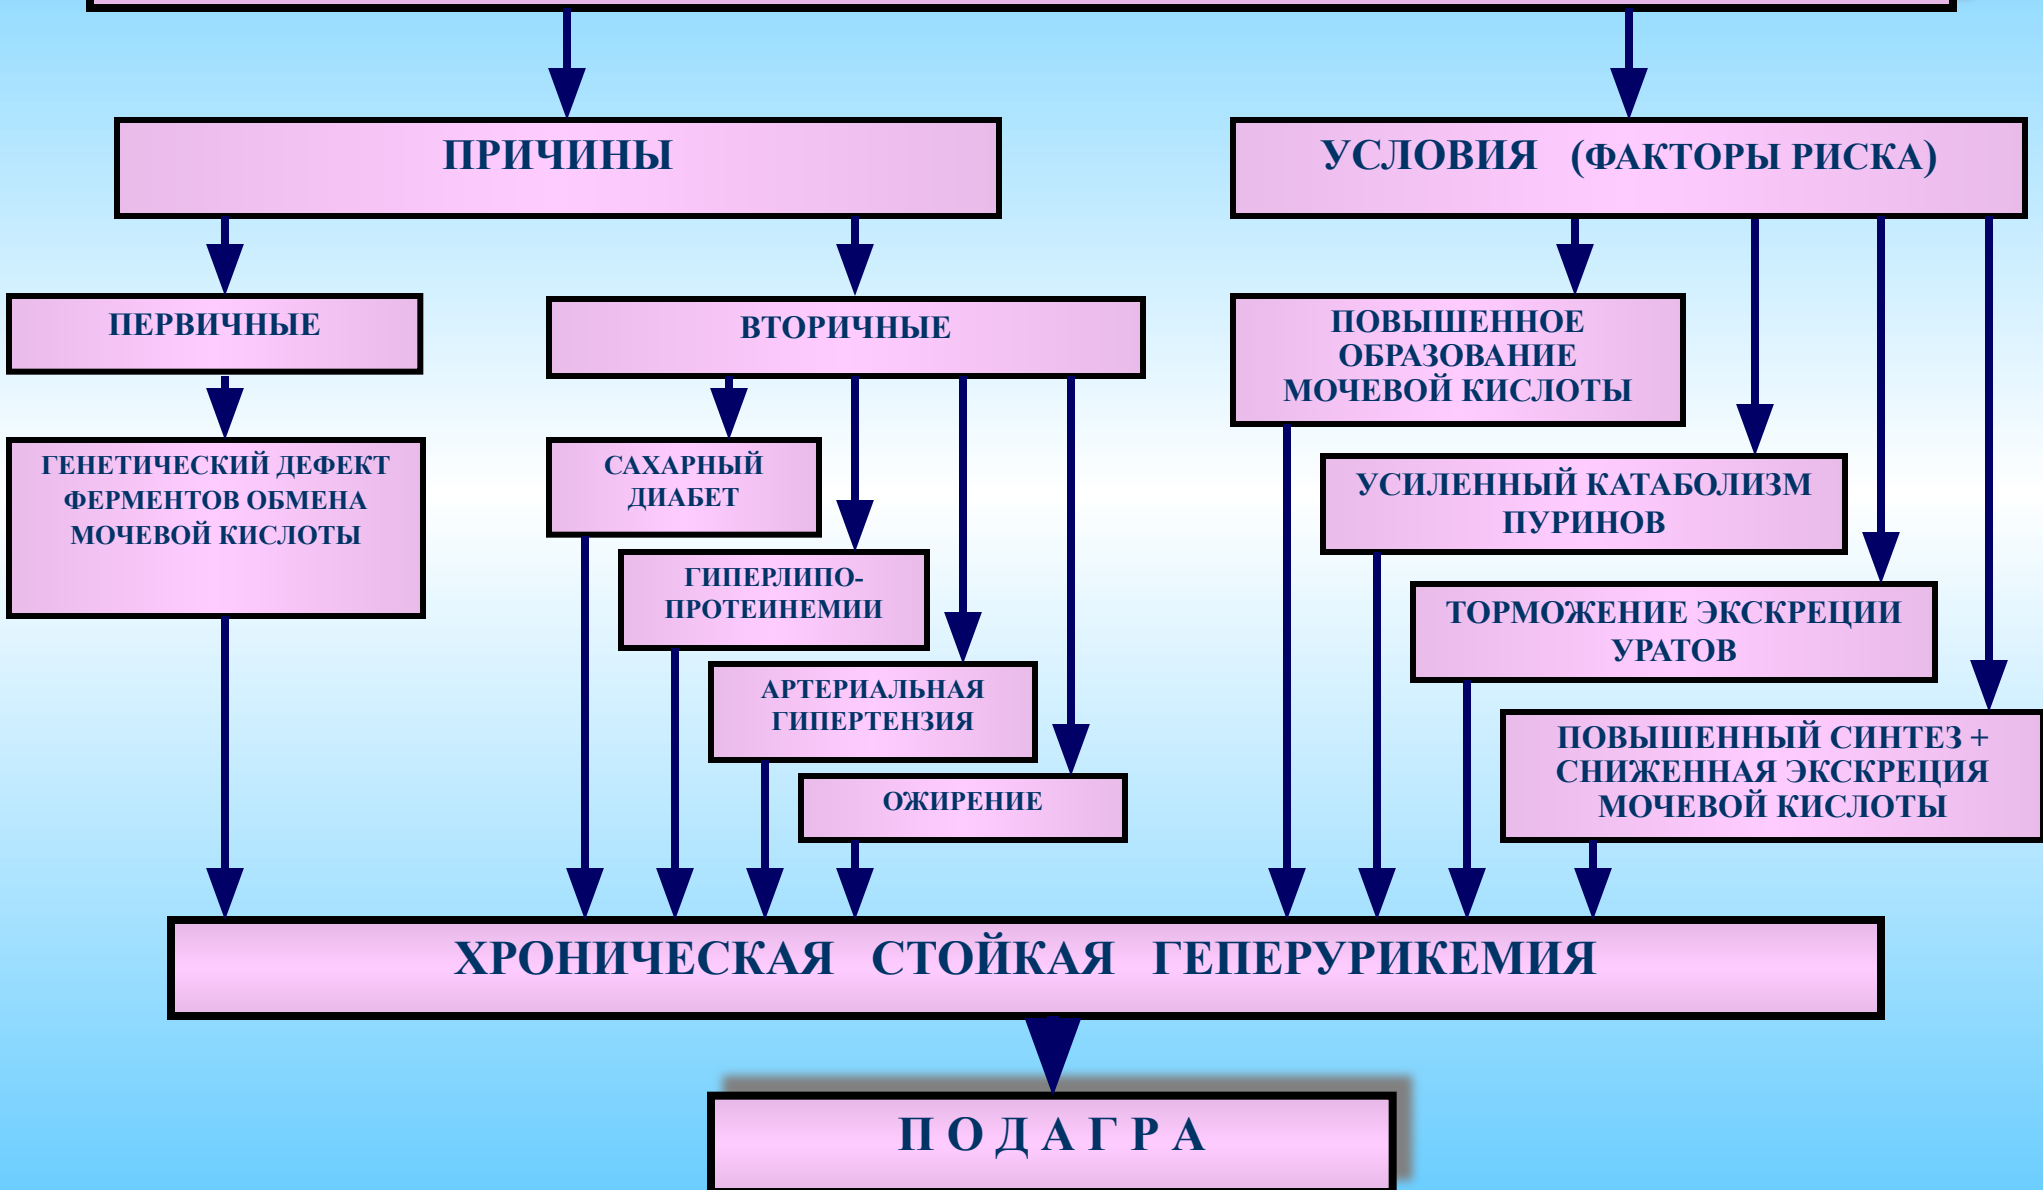 ПРИЧИНЫ
УСЛОВИЯ (ФАКТОРЫ РИСКА)
ПЕРВИЧНЫЕ
ВТОРИЧНЫЕ
ПОВЫШЕННОЕ
ОБРАЗОВАНИЕ
МОЧЕВОЙ КИСЛОТЫ
ГЕНЕТИЧЕСКИЙ ДЕФЕКТ
ФЕРМЕНТОВ ОБМЕНА
МОЧЕВОЙ КИСЛОТЫ
САХАРНЫЙ
ДИАБЕТ
УСИЛЕННЫЙ КАТАБОЛИЗМ
ПУРИНОВ
ГИПЕРЛИПО-
ПРОТЕИНЕМИИ
ТОРМОЖЕНИЕ ЭКСКРЕЦИИ
УРАТОВ
АРТЕРИАЛЬНАЯ
ГИПЕРТЕНЗИЯ
ПОВЫШЕННЫЙ СИНТЕЗ +
СНИЖЕННАЯ ЭКСКРЕЦИЯ
МОЧЕВОЙ КИСЛОТЫ
ОЖИРЕНИЕ
ХРОНИЧЕСКАЯ СТОЙКАЯ ГЕПЕРУРИКЕМИЯ
П О Д А Г Р А